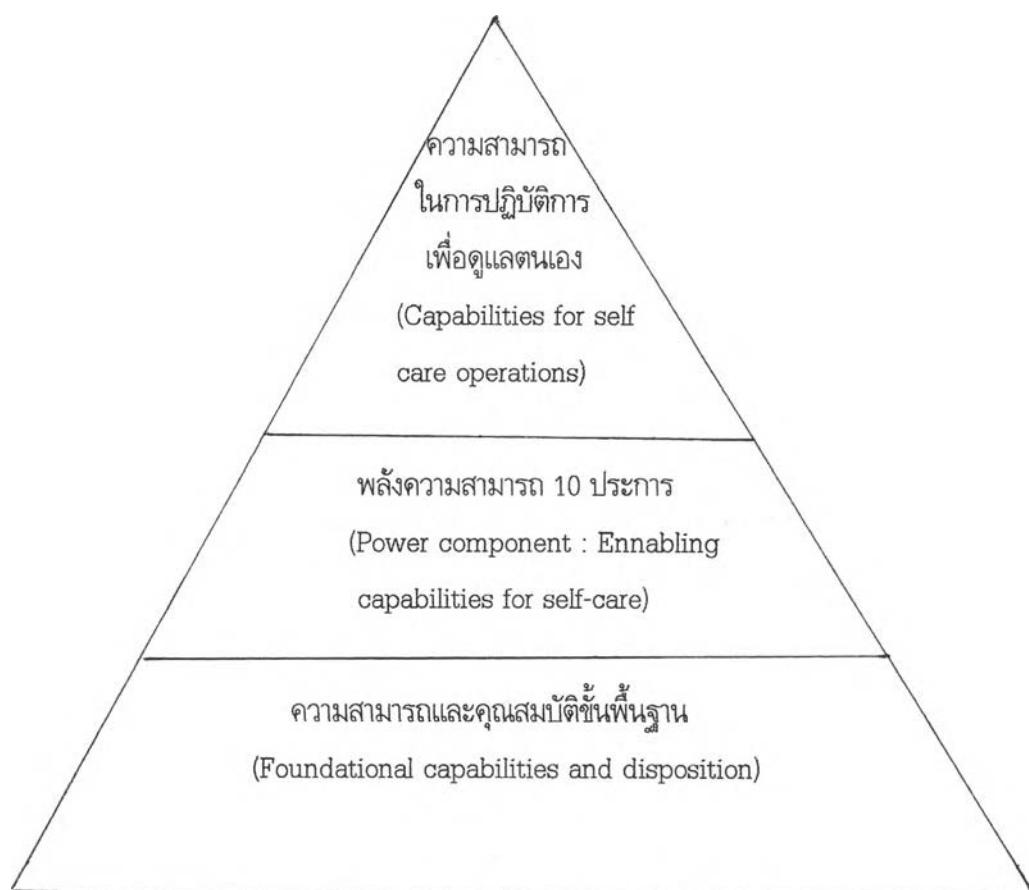 ความสามารถ
ในการปฏิบัติการ
เพื่อดูแลตนเอง
(Capabilities for self
care operations)
พลังความสามารถ 10 ประการ
(Power component : Ennabling
capabilities for self-care)
ความสามารถและคุณสมบัติขั้นพื้นฐาน
(Foundational capabilities and disposition)